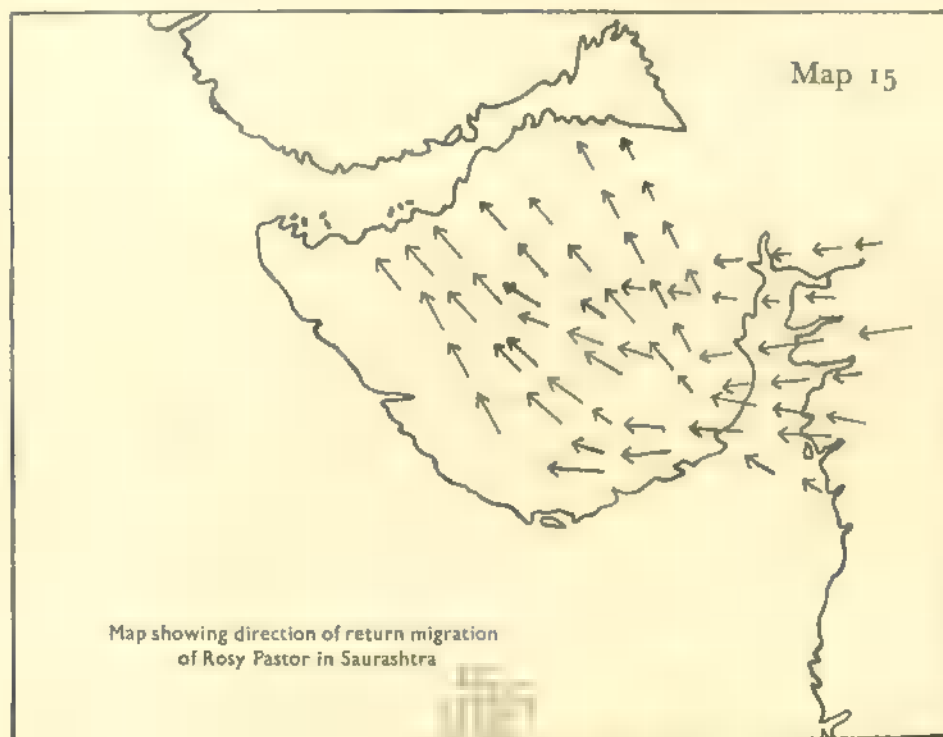 Map 15
Map showing direction of return migration
of Rosy Pastor in Saurashtra